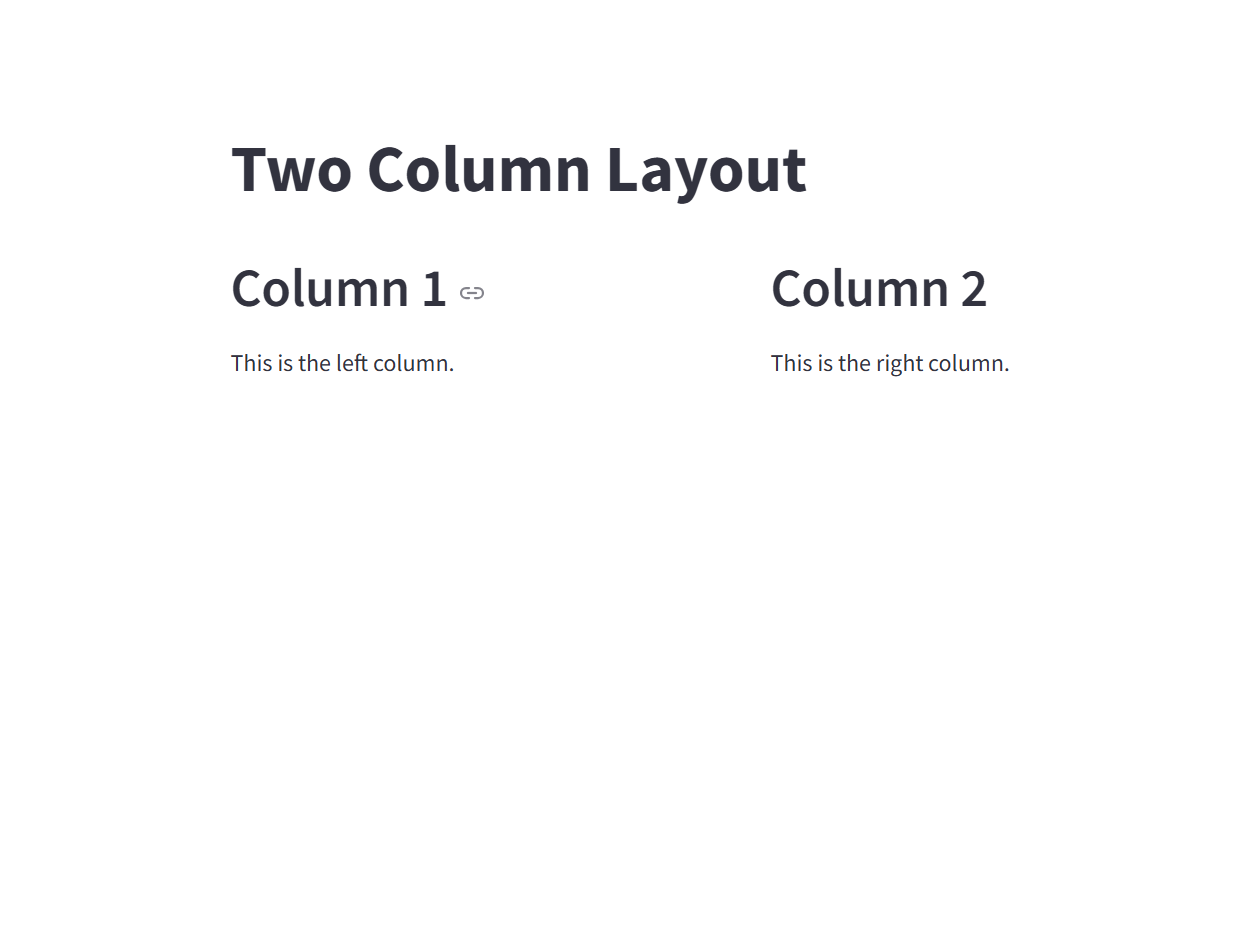 Two Column Layout
Column 1
This is the left column.
Column 2
This is the right column.